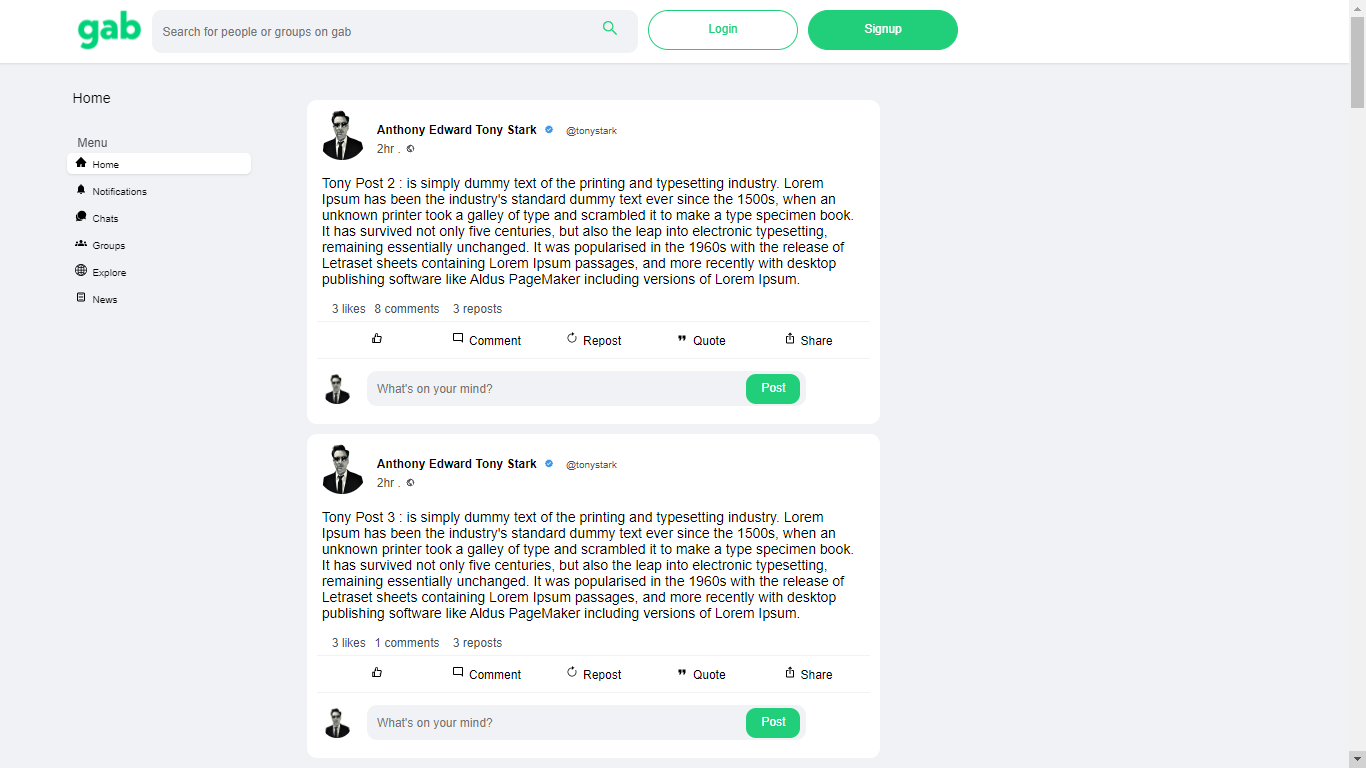 gab
Search for people or groups on gab
Login
Signup
Home
Menu
Home
Notifications
Chats
Groups
Explore
News
Anthony Edward Tony Stark @tonystark
2hr .
Tony Post 2 : is simply dummy text of the printing and typesetting industry. Lorem
Ipsum has been the industry's standard dummy text ever since the 1500s, when an
unknown printer took a galley of type and scrambled it to make a type specimen book.
It has survived not only five centuries, but also the leap into electronic typesetting,
remaining essentially unchanged. It was popularised in the 1960s with the release of
Letraset sheets containing Lorem Ipsum passages, and more recently with desktop
publishing software like Aldus PageMaker including versions of Lorem Ipsum.
3 likes 8 comments 3 reposts
Comment Repost Quote Share
What's on your mind? Post
Anthony Edward Tony Stark @tonystark
2hr .
Tony Post 3 : is simply dummy text of the printing and typesetting industry. Lorem
Ipsum has been the industry's standard dummy text ever since the 1500s, when an
unknown printer took a galley of type and scrambled it to make a type specimen book.
It has survived not only five centuries, but also the leap into electronic typesetting,
remaining essentially unchanged. It was popularised in the 1960s with the release of
Letraset sheets containing Lorem Ipsum passages, and more recently with desktop
publishing software like Aldus PageMaker including versions of Lorem Ipsum.
3 likes 1 comments 3 reposts
Comment Repost Quote Share
What's on your mind? Post